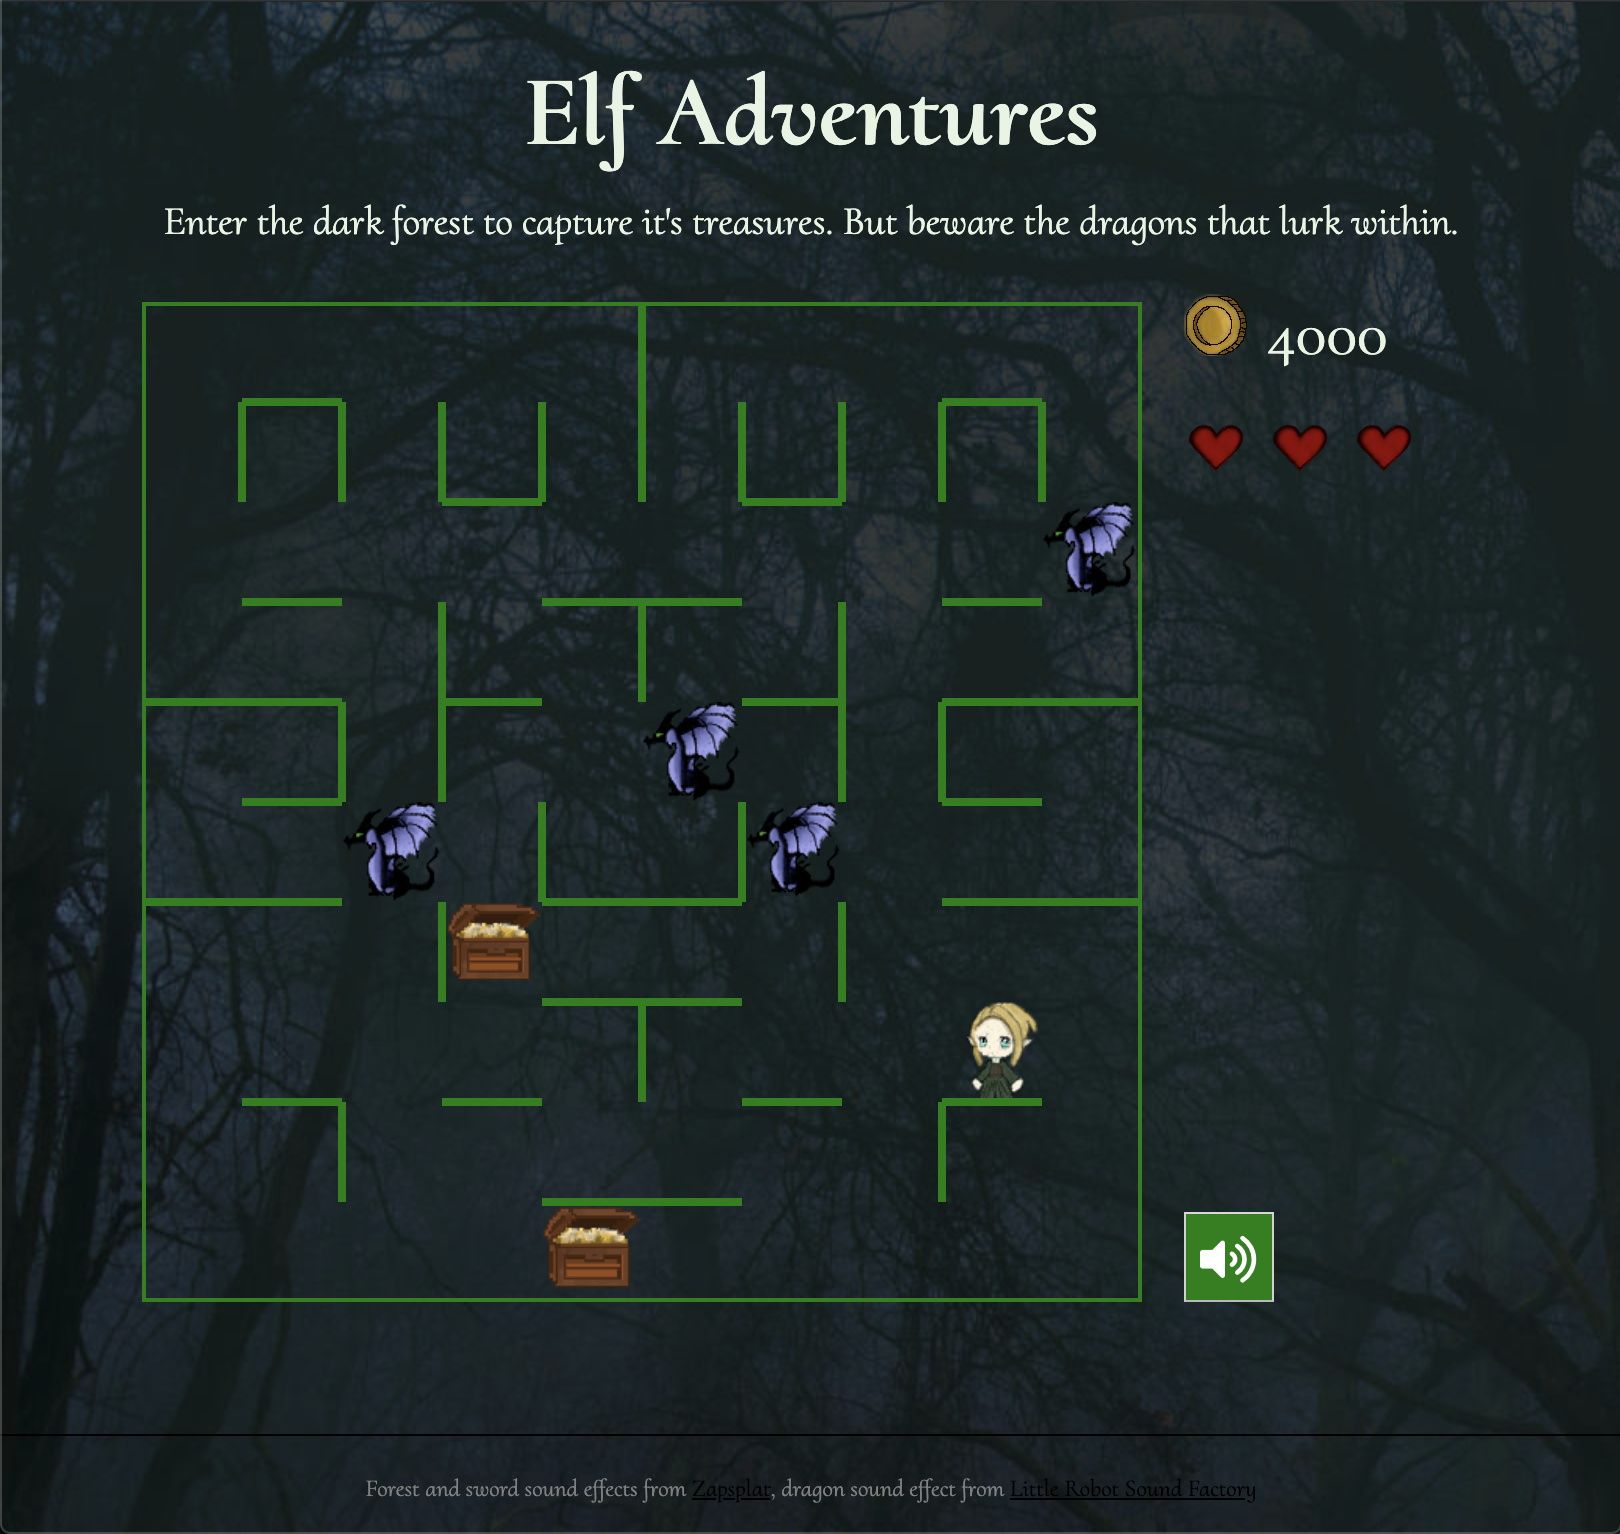 Elf Adventures
Enter the dark forest to capture it's treasures. But beware the dragons that lurk within.
4000
Forest and sword sound effects from Zapsplat, dragon sound effect from Little Robot Sound Factory